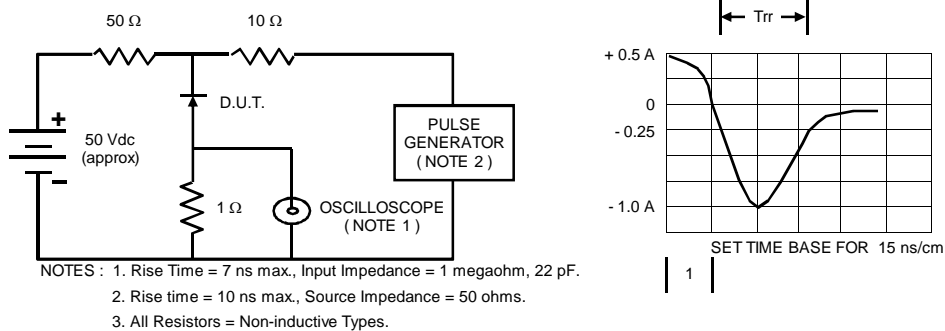 50 Ω
10 Ω
D.U.T.
+
50 Vdc
(approx)
-
PULSE
GENERATOR
( NOTE 2 )
1 Ω
OSCILLOSCOPE
( NOTE 1 )
NOTES : 1. Rise Time = 7 ns max., Input Impedance = 1 megaohm, 22 pF.
2. Rise time = 10 ns max., Source Impedance = 50 ohms.
3. All Resistors = Non-inductive Types.
Trr
+ 0.5 A
0
- 0.25
- 1.0 A
SET TIME BASE FOR 15 ns/cm
1